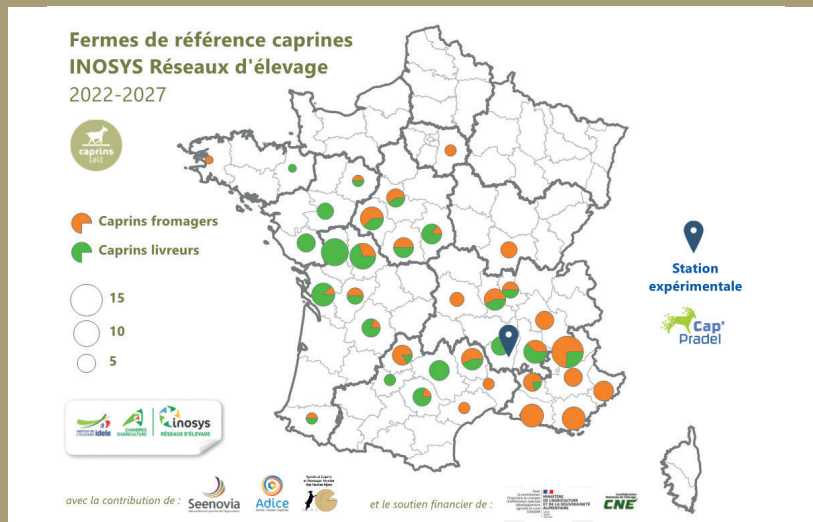 Fermes de référence caprines
INOSYS Réseaux d'élevage
2022-2027
caprins
lait
Caprins fromagers
Caprins livreurs
15
10
5
Station
expérimentale
Cap'
Pradel
idele
CHAMBRES
D'AGRICULTURE
inosys
RÉSEAUX D'ÉLEVAGE
avec la contribution de :
Seenovia
Adice
et le soutien financier de :
MINISTÈRE
DE L'AGRICULTURE
ET DE LA SOUVERAINETÉ
ALIMENTAIRE
CNE